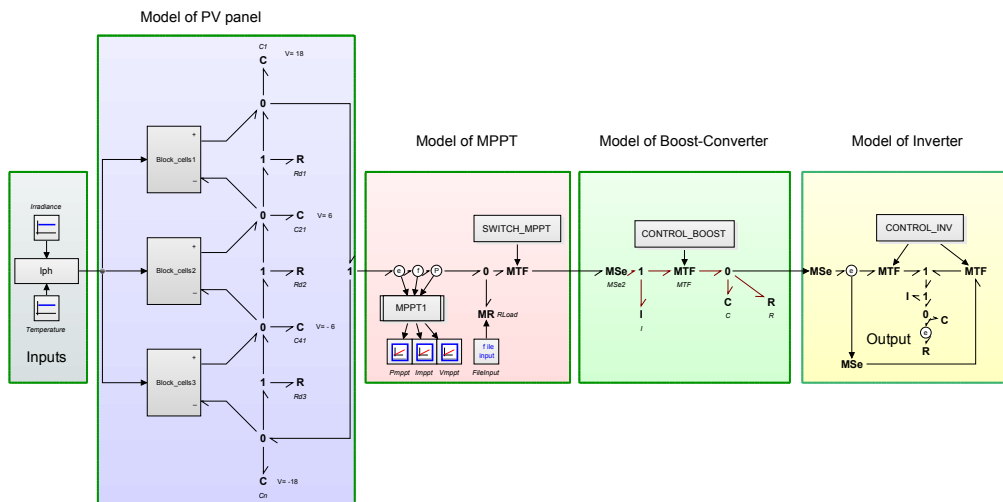 Model of PV panel
Model of MPPT
Model of Boost-Converter
Model of Inverter
Irradiance
Iph
Temperature
Inputs
C1
C
V= 18
0
+
Block_cells1
−
1
R
Rd1
0
C
V= 6
C21
+
Block_cells2
−
1
R
Rd2
0
C
V= - 6
C41
+
Block_cells3
−
1
R
Rd3
0
C
V= -18
Cn
1
SWITCH_MPPT
e
f
P
0
MTF
MPPT1
MR
RLoad
Pmppt
Imppt
Vmppt
f ile
input
FileInput
CONTROL_BOOST
MSe
1
MTF
0
MSe2
MTF
I
I
C
C
R
R
CONTROL_INV
MSe
e
MTF
1
MTF
I
1
0
C
e
R
Output
MSe